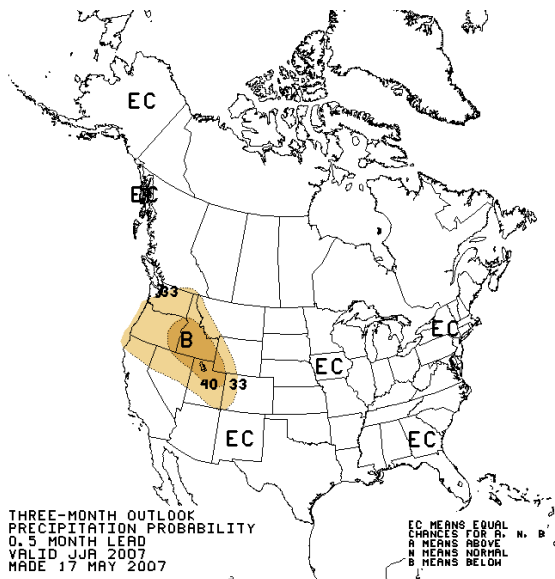 EC
EC
33
B
EC
EC
40 33
EC
EC
THREE-MONTH OUTLOOK
PRECIPITATION PROBABILITY
0.5 MONTH LEAD
VALID JJA 2007
MADE 17 MAY 2007
EC MEANS EQUAL
CHANCES FOR A, N, B
A MEANS ABOVE
N MEANS NORMAL
B MEANS BELOW